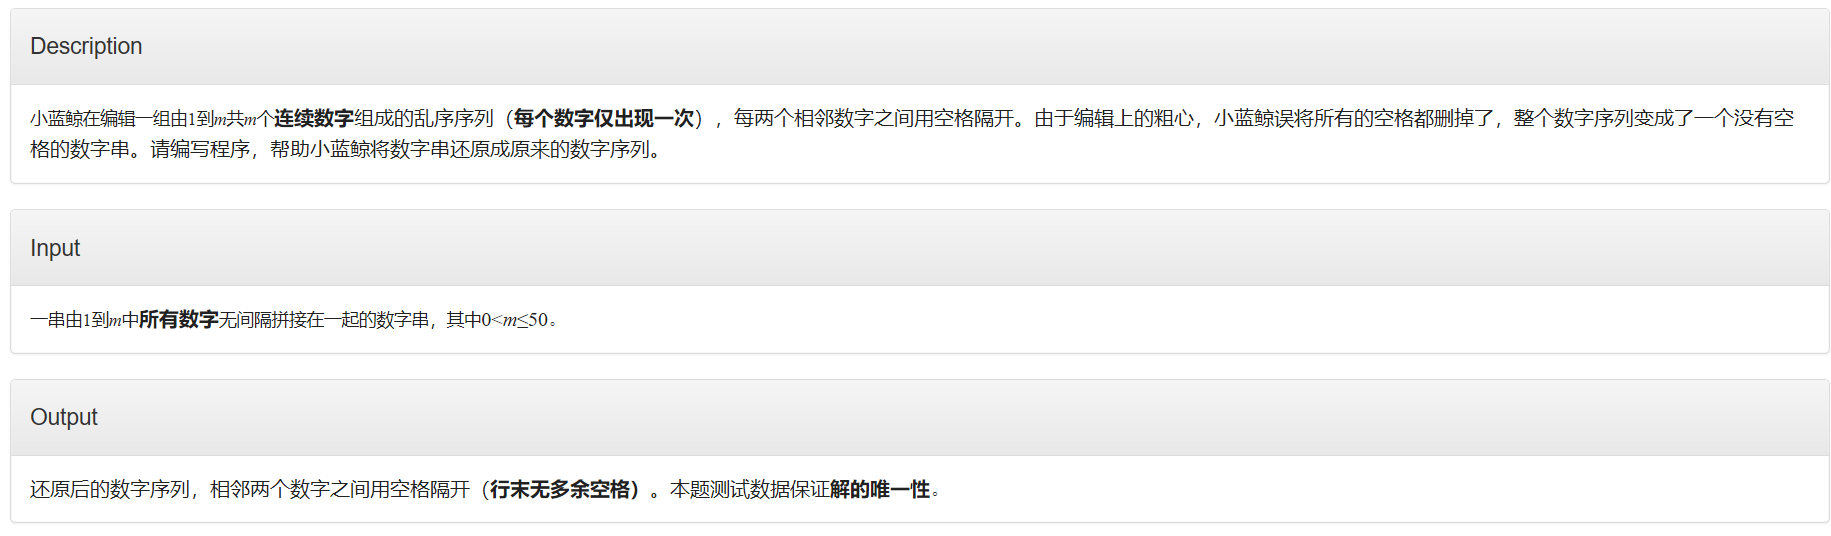 Description
小蓝鲸在编辑一组由1到m共m个连续数字组成的乱序序列（每个数字仅出现一次），每两个相邻数字之间用空格隔开。由于编辑上的粗心，小蓝鲸误将所有的空格都删掉了，整个数字序列变成了一个没有空
格的数字串。请编写程序，帮助小蓝鲸将数字串还原成原来的数字序列。
Input
一串由1到m中所有数字无间隔拼接在一起的数字串，其中0<m≤50。
Output
还原后的数字序列，相邻两个数字之间用空格隔开（行末无多余空格）。本题测试数据保证解的唯一性。